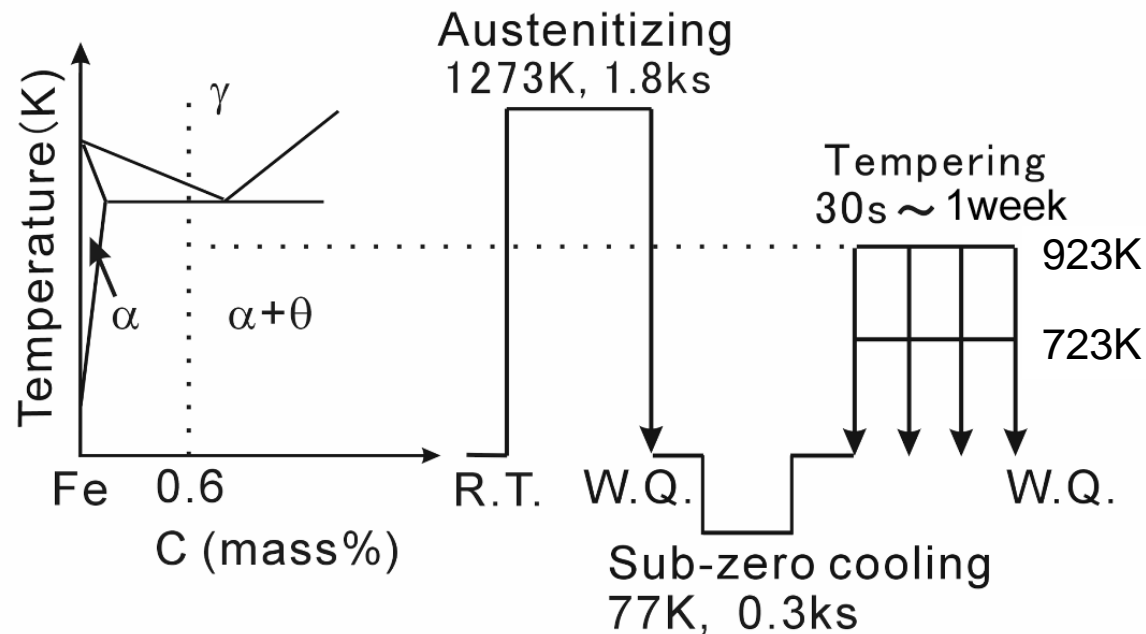 Temperature(K)
γ
α
α+θ
Fe
0.6
C (mass%)
Austenitizing
1273K, 1.8ks
R.T.
W.Q.
Sub-zero cooling
77K, 0.3ks
Tempering
30s ~ 1week
923K
723K
W.Q.